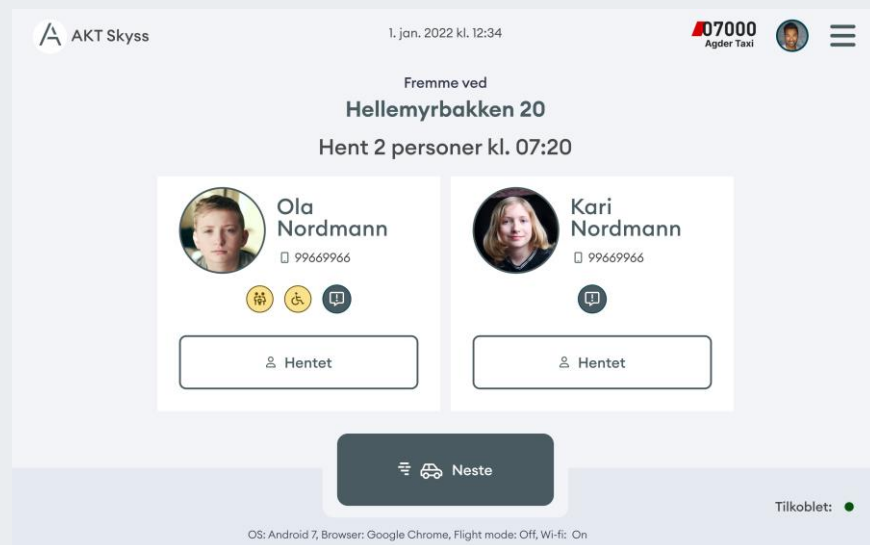 AKT Skyss
1. jan. 2022 kl. 12:34
07000
Agder Taxi
Fremme ved
Hellemyrbakken 20
Hent 2 personer kl. 07:20
Ola
Nordmann
99669966
Hentet
Kari
Nordmann
99669966
Hentet
Neste
Tilkoblet:
OS: Android 7, Browser: Google Chrome, Flight mode: Off, Wi-fi: On